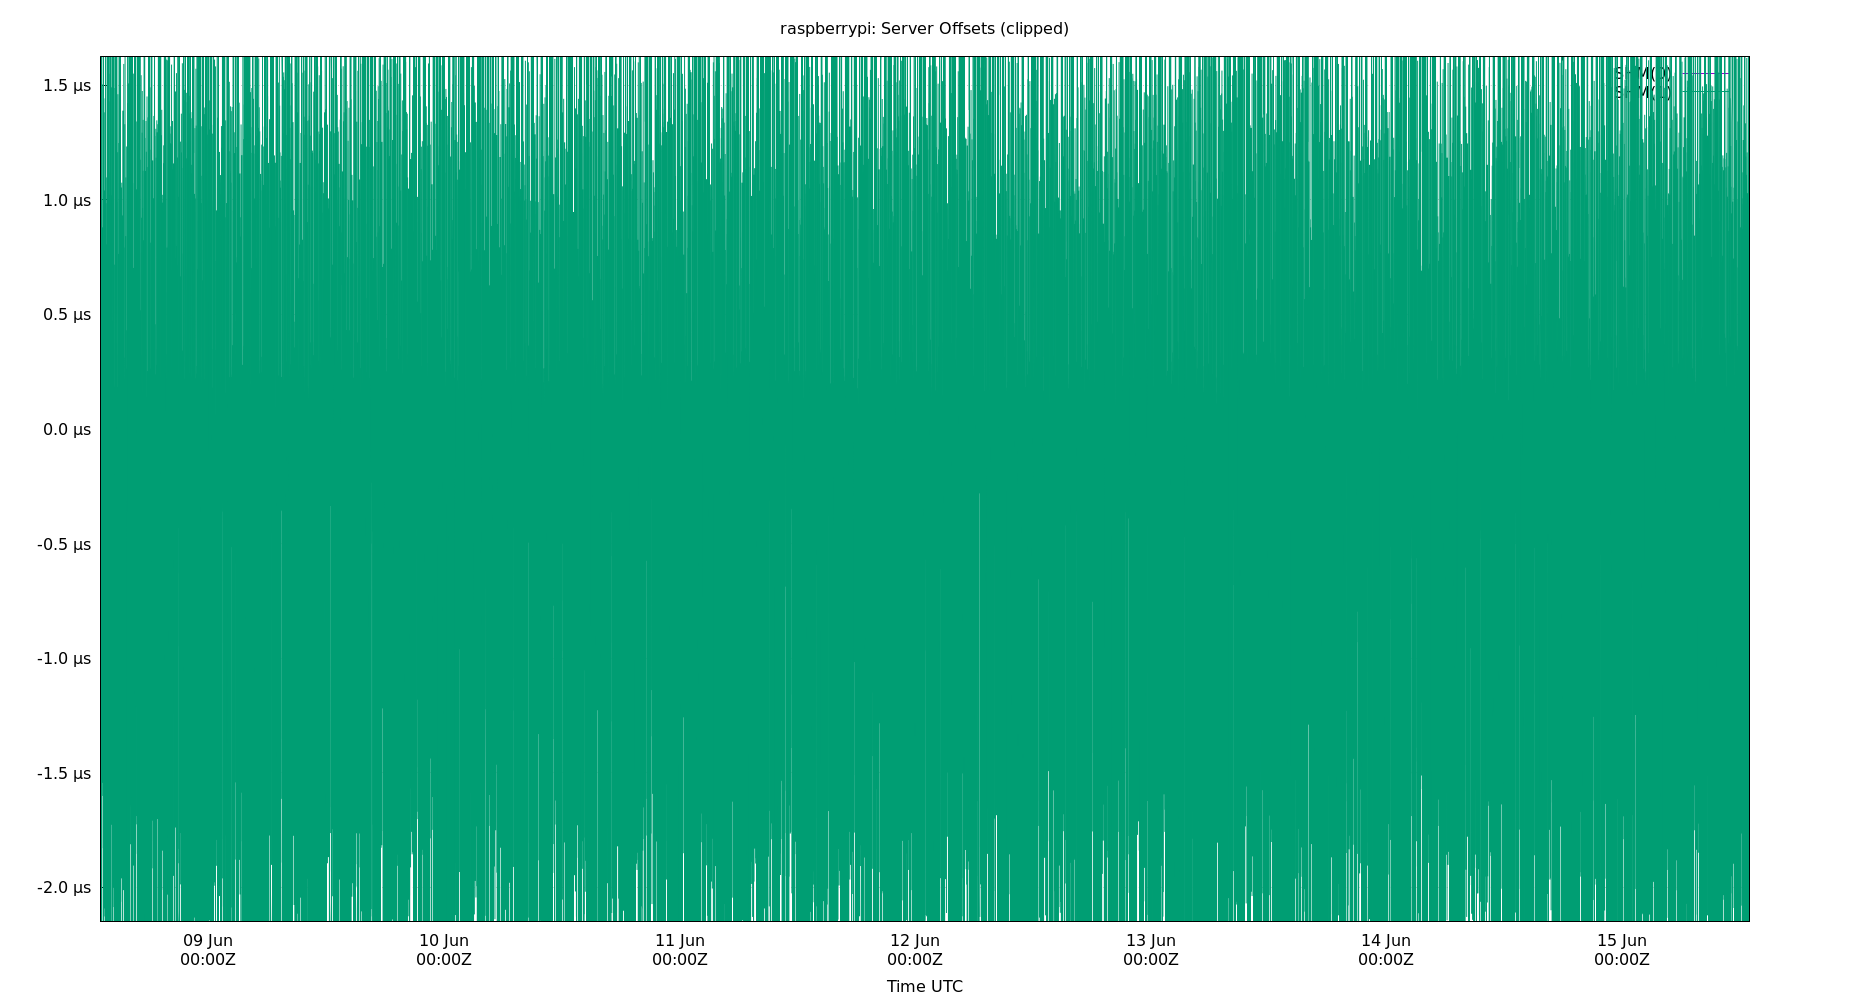 raspberrypi: Server Offsets (clipped)
SHM(0)
1.5 µs
1.0 µs
0.5 µs
0.0 µs
-0.5 µs
-1.0 µs
-1.5 µs
-2.0 µs
09 Jun 10 Jun 11 Jun 12 Jun 13 Jun 14 Jun 15 Jun
00:00Z 00:00Z 00:00Z 00:00Z 00:00Z 00:00Z 00:00Z
Time UTC